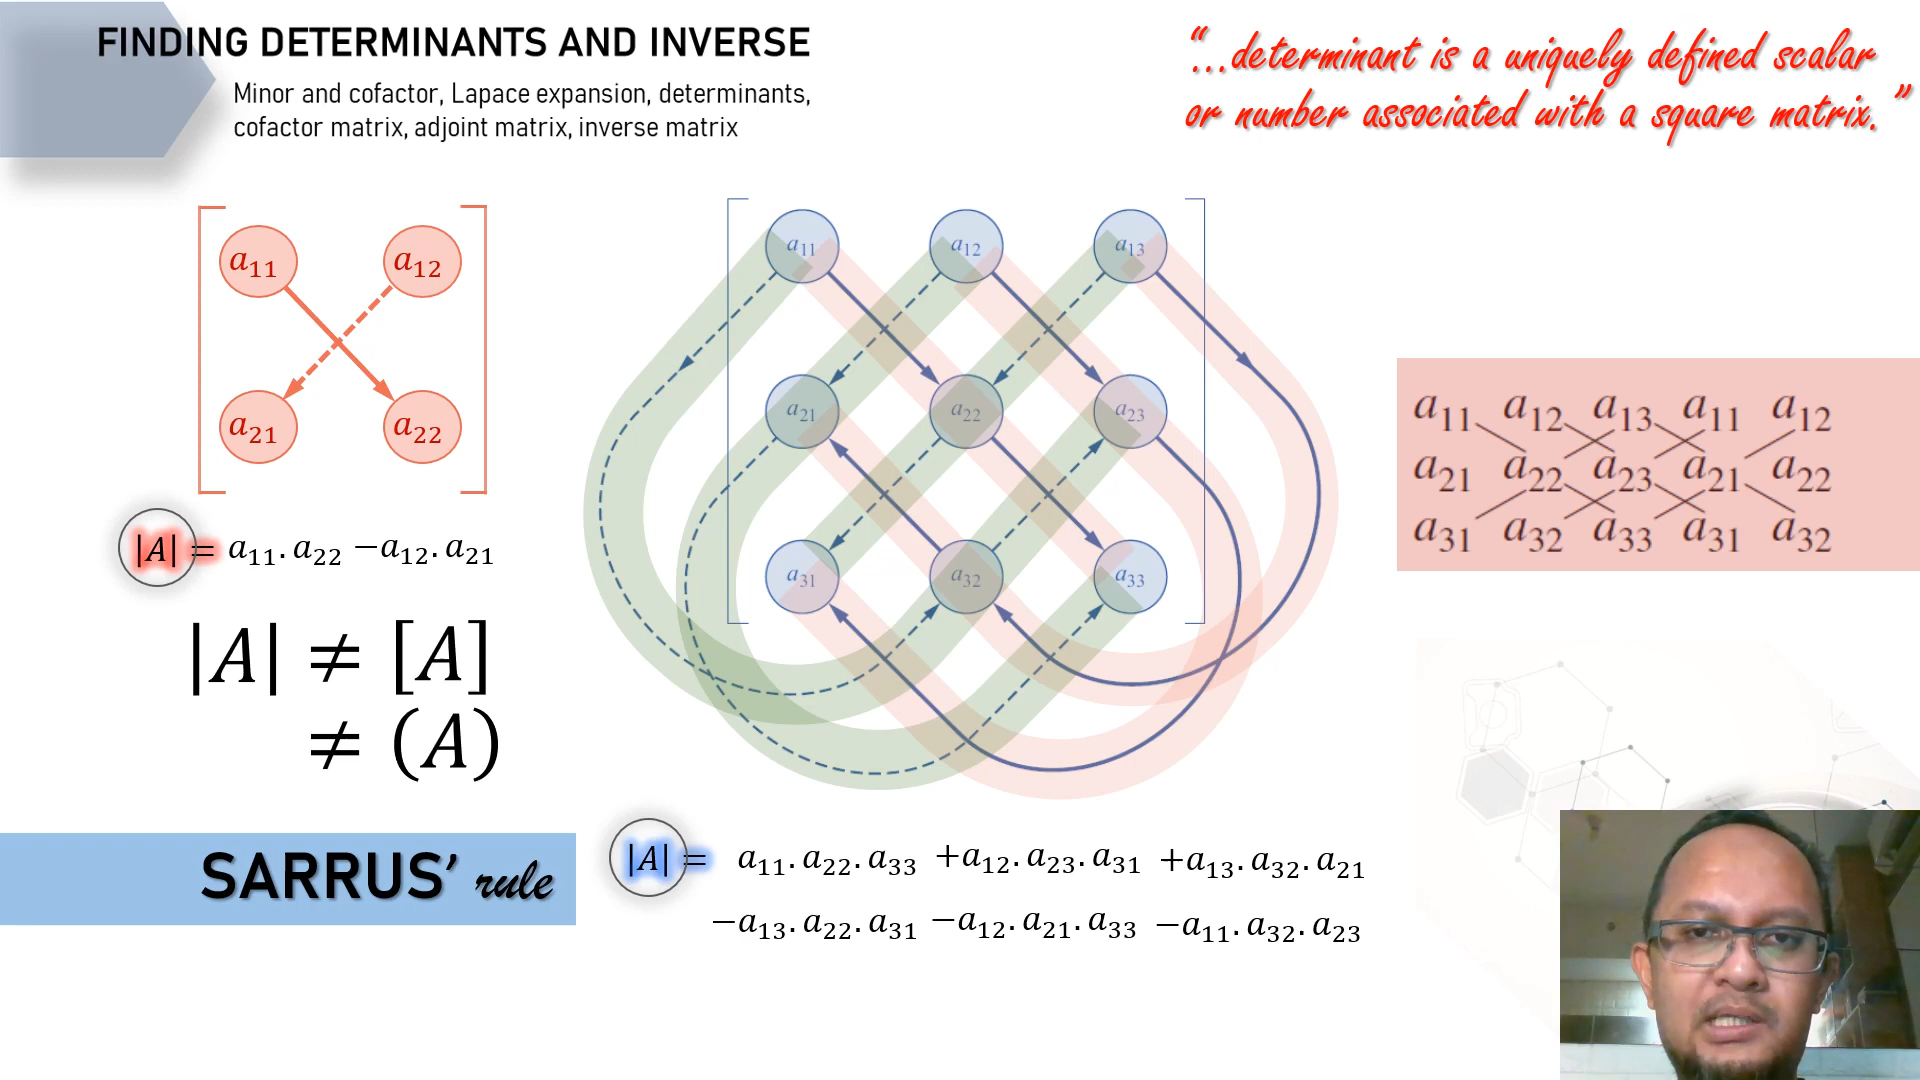 FINDING DETERMINANTS AND INVERSE
Minor and cofactor, Lapace expansion, determinants,
cofactor matrix, adjoint matrix, inverse matrix
“...determinant is a uniquely defined scalar
or number associated with a square matrix.”
a₁₁ a₁₂
a₂₁ a₂₂
|A| = a₁₁. a₂₂ −a₁₂. a₂₁
|A| ≠ [A]
≠ (A)
SARRUS’ rule
a₁₁ a₁₂ a₁₃
a₂₁ a₂₂ a₂₃
a₃₁ a₃₂ a₃₃
|A| = a₁₁. a₂₂. a₃₃ +a₁₂. a₂₃. a₃₁ +a₁₃. a₃₂. a₂₁
−a₁₃. a₂₂. a₃₁ −a₁₂. a₂₁. a₃₃ −a₁₁. a₃₂. a₂₃
a₁₁ a₁₂ a₁₃ a₁₁ a₁₂
a₂₁ a₂₂ a₂₃ a₂₁ a₂₂
a₃₁ a₃₂ a₃₃ a₃₁ a₃₂